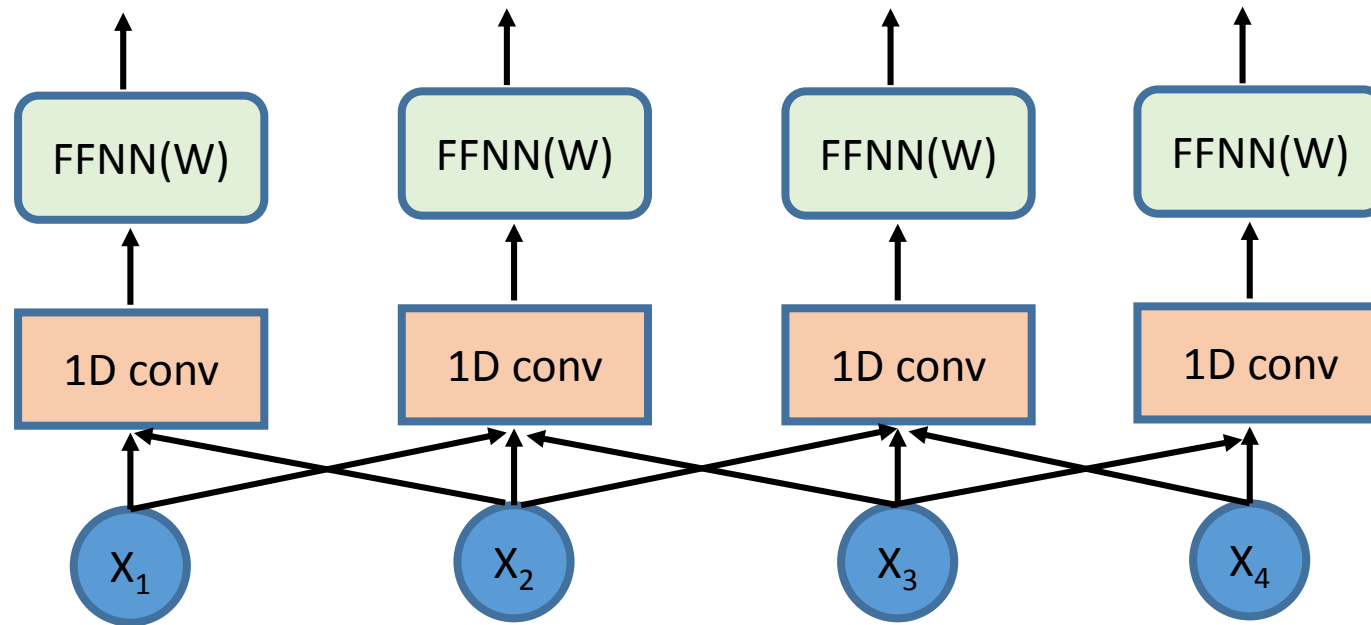 FFNN(W) FFNN(W) FFNN(W) FFNN(W)
1D conv 1D conv 1D conv 1D conv
X₁ X₂ X₃ X₄